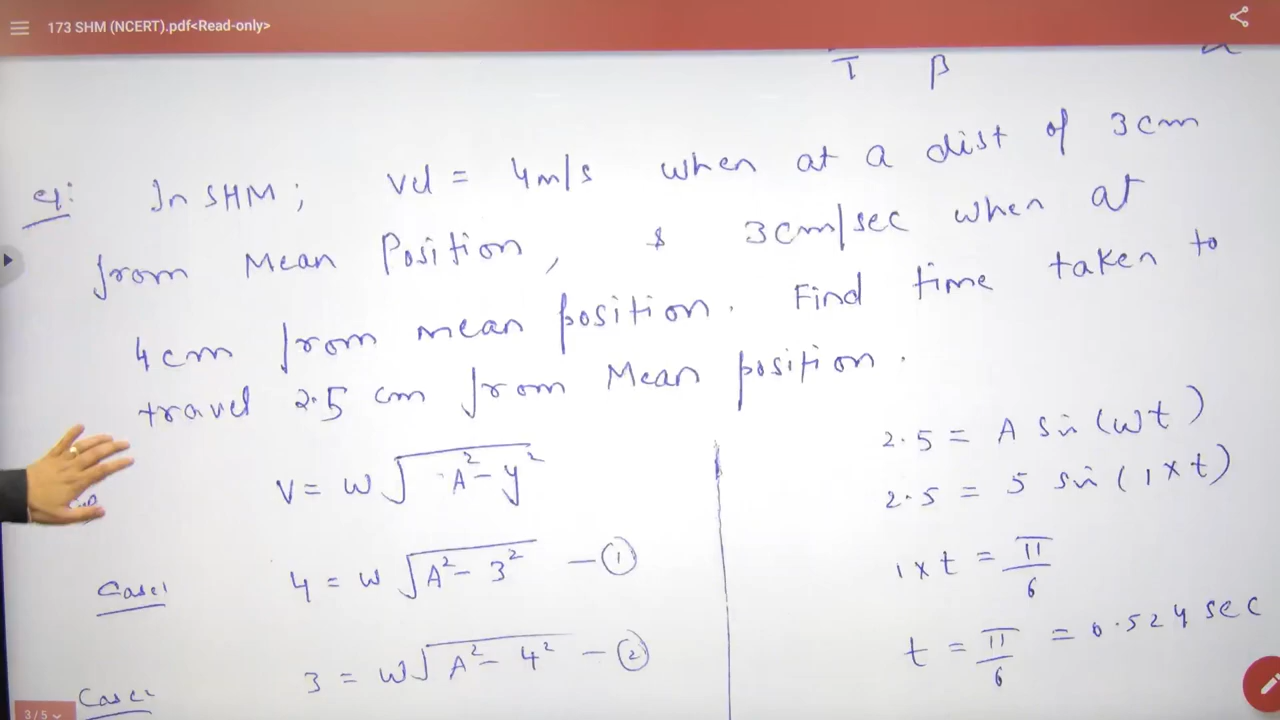 173 SHM (NCERT).pdf<Read-only>
T β
eg: In SHM; Vel = 4m/s when at a dist of 3cm
from Mean Position, & 3cm/sec when at
4cm from mean position. Find time taken to
travel 2.5 cm from Mean position.
V = W√(A² - y²)
Case1 4 = W√(A² - 3²) - ①
3 = W√(A² - 4²) - ②
Case2
2.5 = A sin (Wt)
2.5 = 5 sin (1×t)
1×t = π/6
t = π/6 = 0.524 sec
3/5